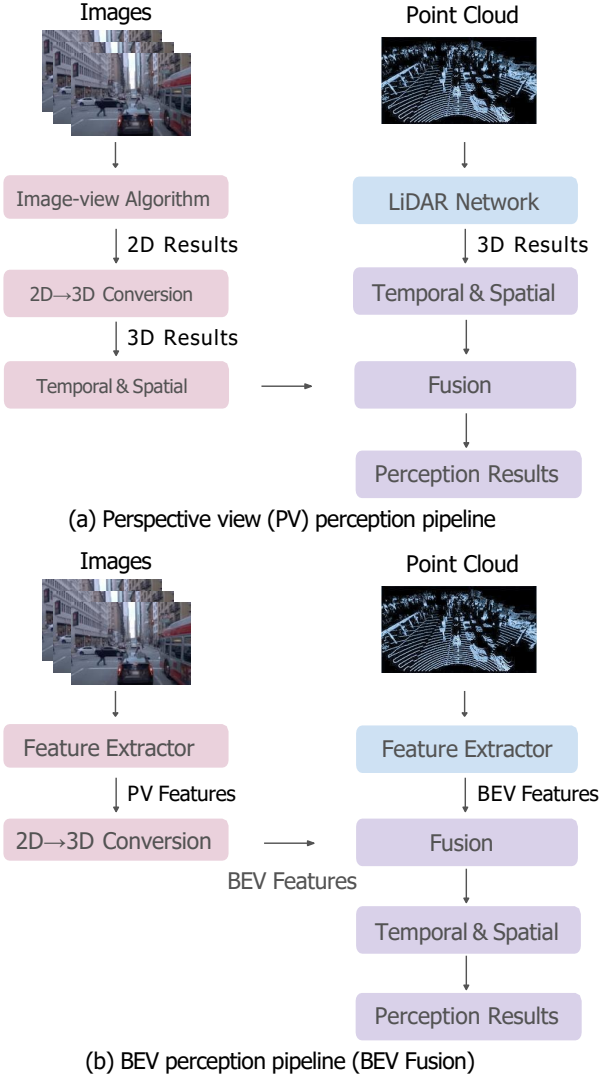 Images
Point Cloud
Image-view Algorithm
LiDAR Network
2D Results
3D Results
2D→3D Conversion
Temporal & Spatial
3D Results
Temporal & Spatial
Fusion
Perception Results
(a) Perspective view (PV) perception pipeline
Images
Point Cloud
Feature Extractor
Feature Extractor
PV Features
BEV Features
2D→3D Conversion
Fusion
BEV Features
Temporal & Spatial
Perception Results
(b) BEV perception pipeline (BEV Fusion)